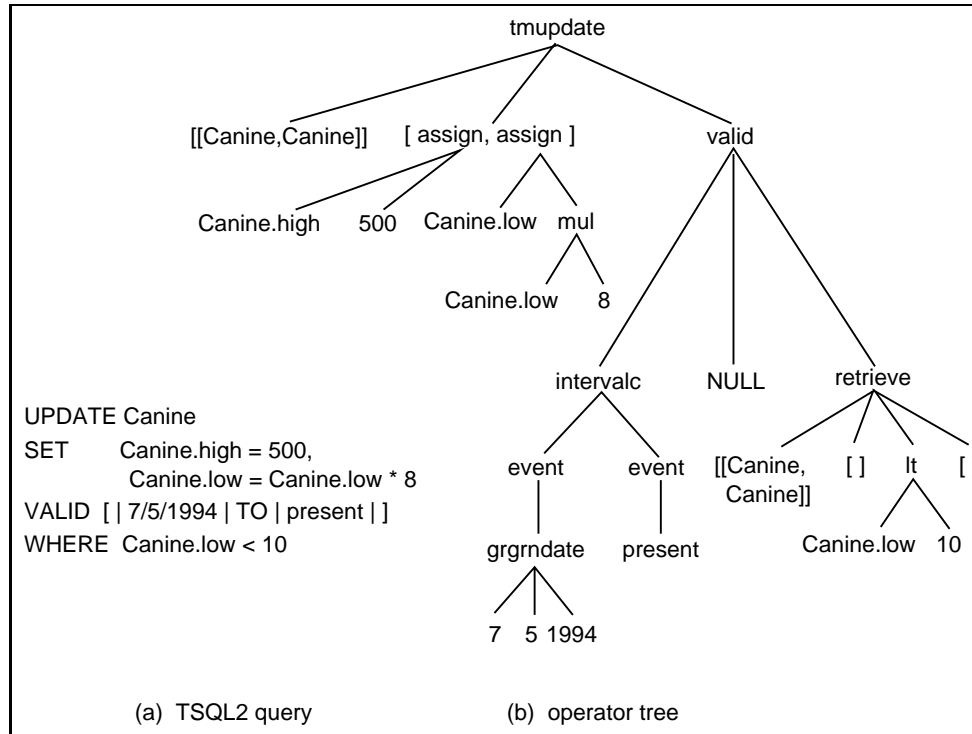 tmupdate
[[Canine,Canine]] [ assign, assign ] valid
Canine.high 500 Canine.low mul
Canine.low 8
intervalc NULL retrieve
event event [[Canine, Canine]] [ ] lt [
grgrndate present Canine.low 10
7 5 1994
UPDATE Canine
SET Canine.high = 500,
Canine.low = Canine.low * 8
VALID [ | 7/5/1994 | TO | present | ]
WHERE Canine.low < 10
(a) TSQL2 query
(b) operator tree